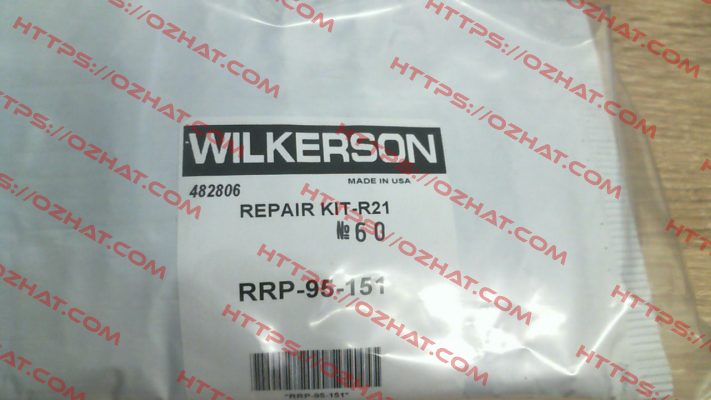 WILKERSON
MADE IN USA
482806
REPAIR KIT-R21
№60
RRP-95-151
"RRP-95-151"
HTTPS://OZHAT.COM